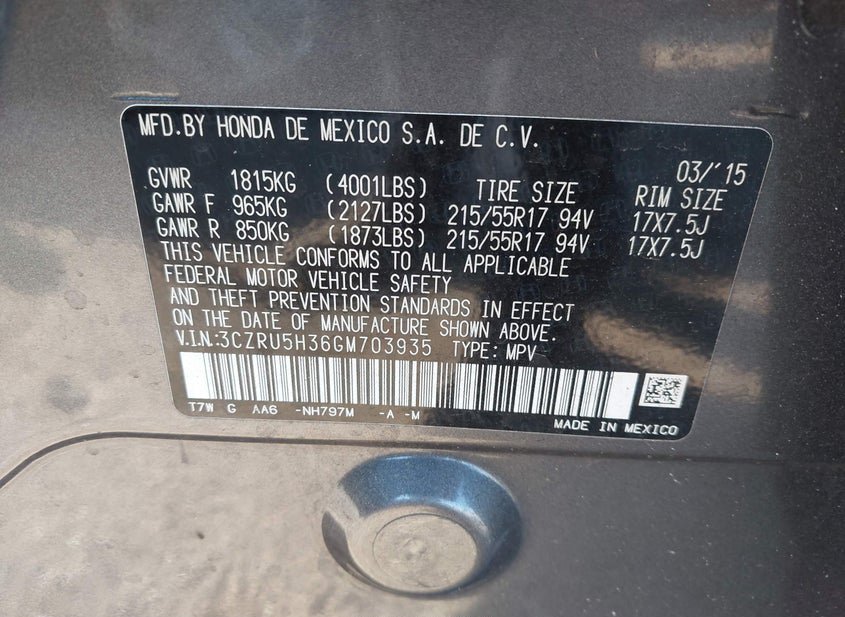 MFD.BY HONDA DE MEXICO S.A. DE C.V.
03/'15
GVWR 1815KG (4001LBS) TIRE SIZE RIM SIZE
GAWR F 965KG (2127LBS) 215/55R17 94V 17X7.5J
GAWR R 850KG (1873LBS) 215/55R17 94V 17X7.5J
THIS VEHICLE CONFORMS TO ALL APPLICABLE
FEDERAL MOTOR VEHICLE SAFETY
AND THEFT PREVENTION STANDARDS IN EFFECT
ON THE DATE OF MANUFACTURE SHOWN ABOVE.
V.I.N.:3CZRU5H36GM703935 TYPE: MPV
T7W G AA6 -NH797M -A -M
MADE IN MEXICO